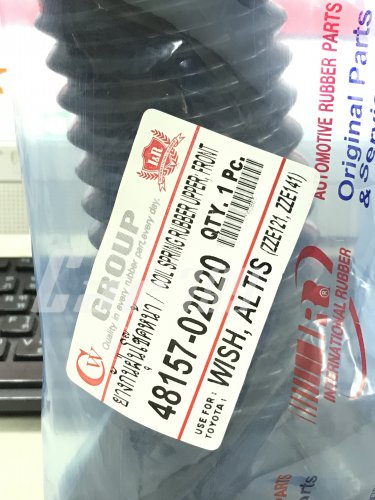 CW
GROUP
Quality in every rubber part, every day.
I.R
ยางกันฝุ่นโช๊คหน้า / COIL SPRING RUBBER UPPER, FRONT
48157-02020 QTY. 1 PC.
USE FOR :
TOYOTA :
WISH, ALTIS (ZZE121, ZZE141)
AUTOMOTIVE RUBBER PARTS
Original Parts
INTERNATIONAL RUBBER